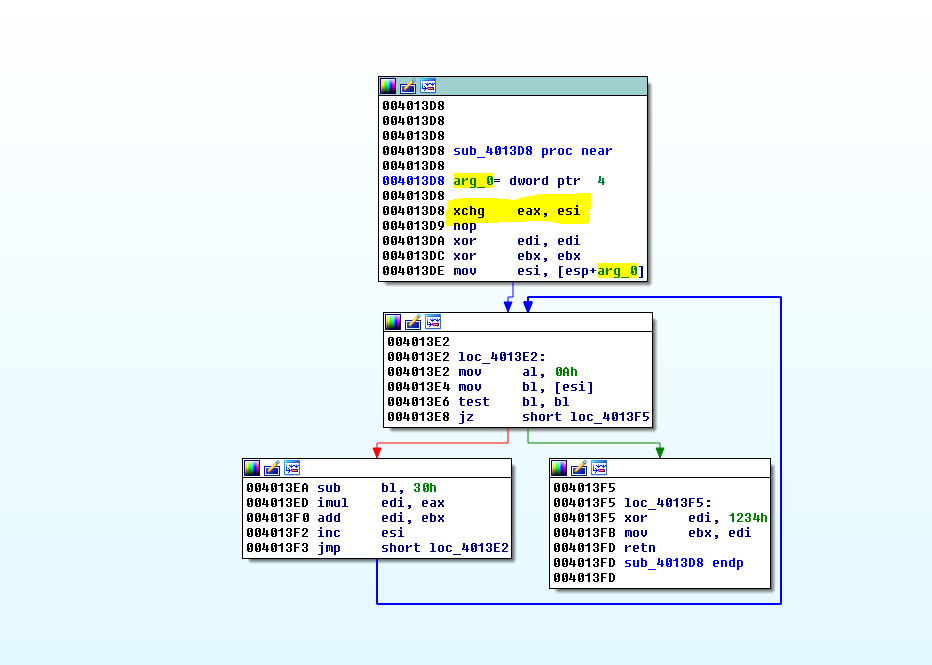 004013D8
004013D8
004013D8
004013D8 sub_4013D8 proc near
004013D8
004013D8 arg_0= dword ptr  4
004013D8
004013D8 xchg    eax, esi
004013D9 nop
004013DA xor     edi, edi
004013DC xor     ebx, ebx
004013DE mov     esi, [esp+arg_0]
004013E2
004013E2 loc_4013E2:
004013E2 mov     al, 0Ah
004013E4 mov     bl, [esi]
004013E6 test    bl, bl
004013E8 jz      short loc_4013F5
004013EA sub     bl, 30h
004013ED imul    edi, eax
004013F0 add     edi, ebx
004013F2 inc     esi
004013F3 jmp     short loc_4013E2
004013F5
004013F5 loc_4013F5:
004013F5 xor     edi, 1234h
004013FB mov     ebx, edi
004013FD retn
004013FD sub_4013D8 endp
004013FD